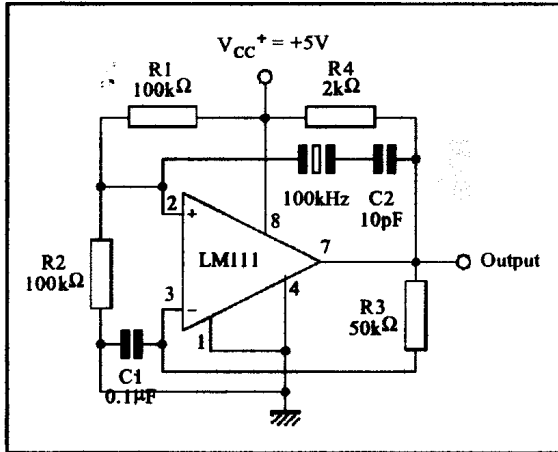 V_CC⁺ = +5V
R1
100kΩ
R4
2kΩ
100kHz
C2
10pF
2
+
8
LM111
7
Output
R2
100kΩ
3
−
4
1
R3
50kΩ
C1
0.1µF